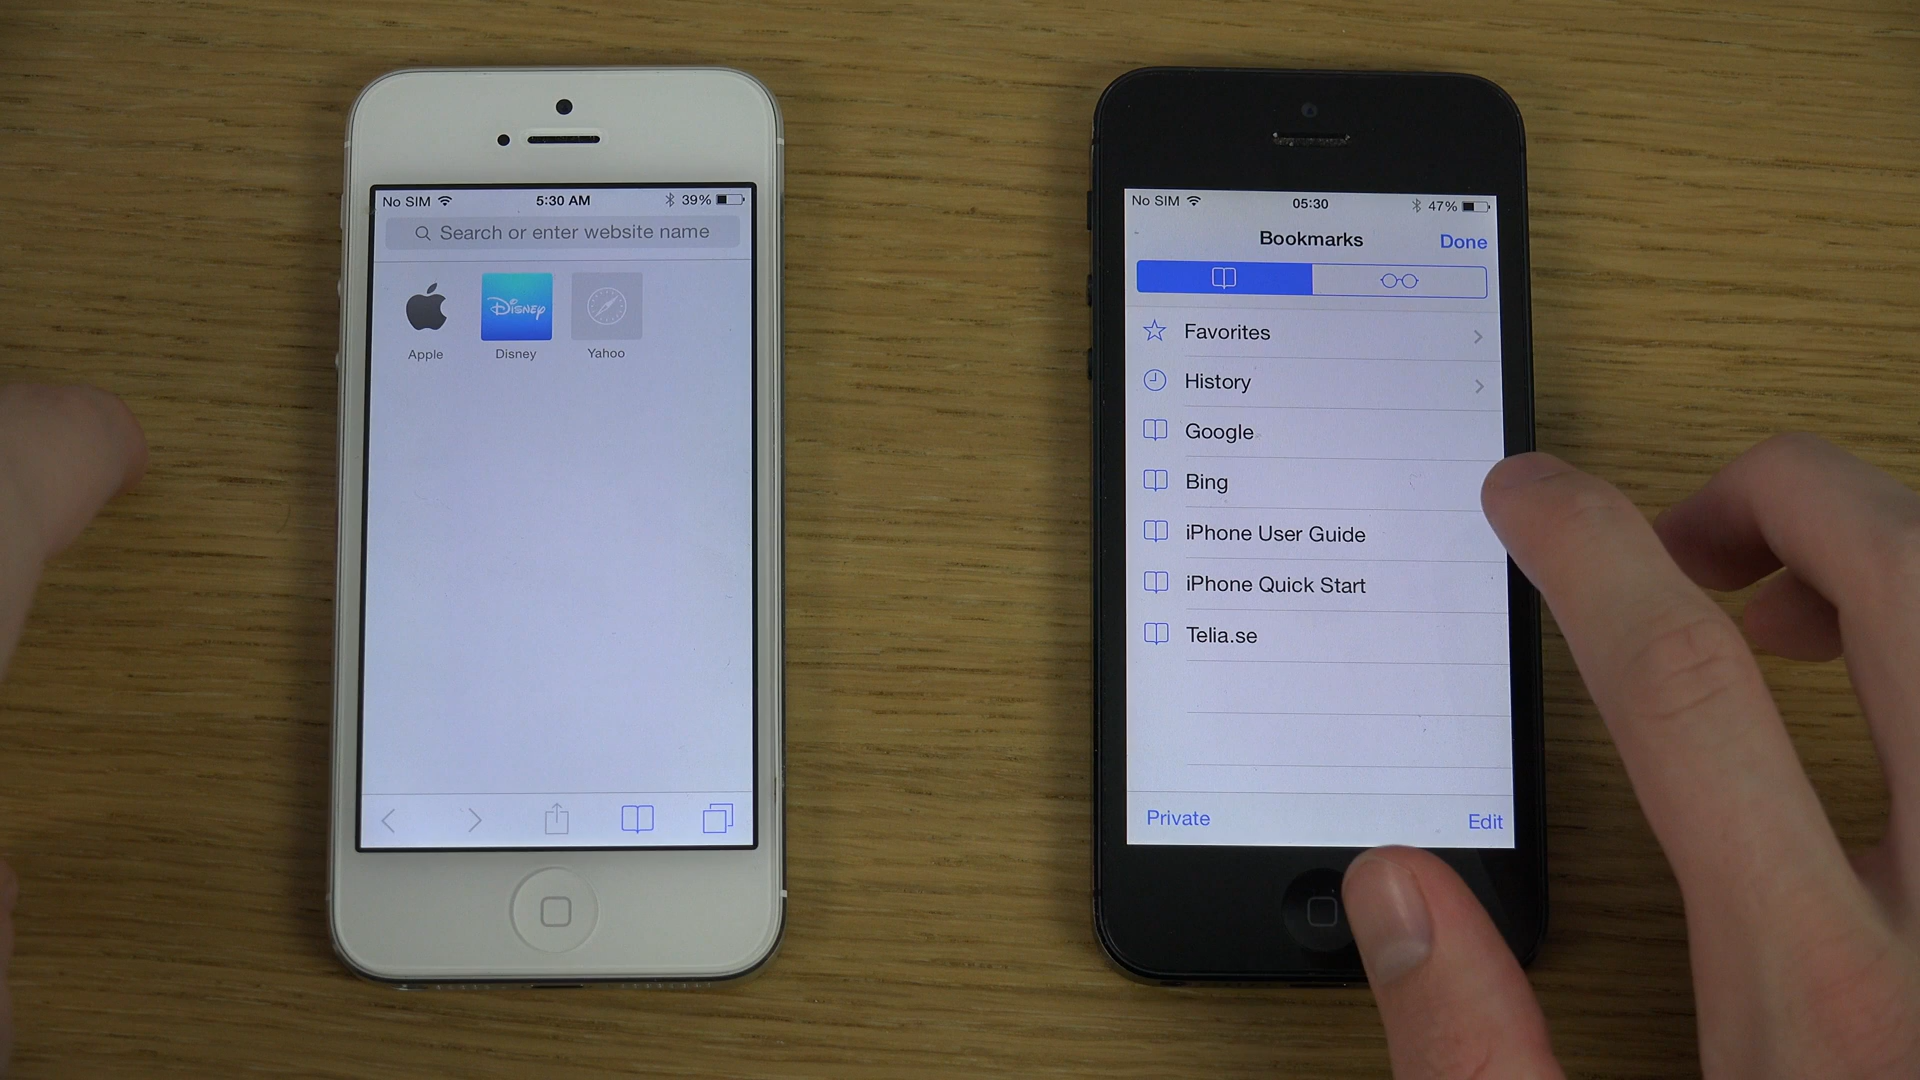 No SIM 5:30 AM 39%
Search or enter website name
Disney
Apple Disney Yahoo
No SIM 05:30 47%
Bookmarks Done
Favorites
History
Google
Bing
iPhone User Guide
iPhone Quick Start
Telia.se
Private Edit